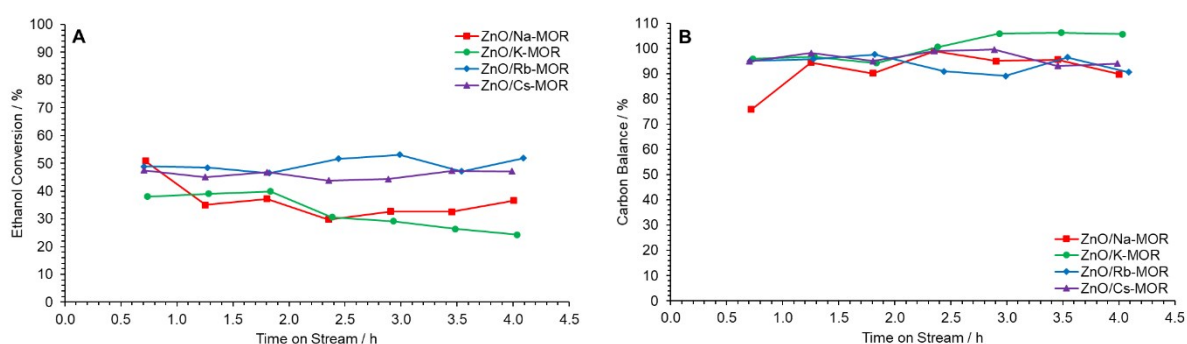 A
100
90
80
70
60
50
40
30
20
10
0
Ethanol Conversion / %
0.0 0.5 1.0 1.5 2.0 2.5 3.0 3.5 4.0 4.5
Time on Stream / h
ZnO/Na-MOR
ZnO/K-MOR
ZnO/Rb-MOR
ZnO/Cs-MOR
B
110
100
90
80
70
60
50
40
30
20
10
0
Carbon Balance / %
0.0 0.5 1.0 1.5 2.0 2.5 3.0 3.5 4.0 4.5
Time on Stream / h
ZnO/Na-MOR
ZnO/K-MOR
ZnO/Rb-MOR
ZnO/Cs-MOR